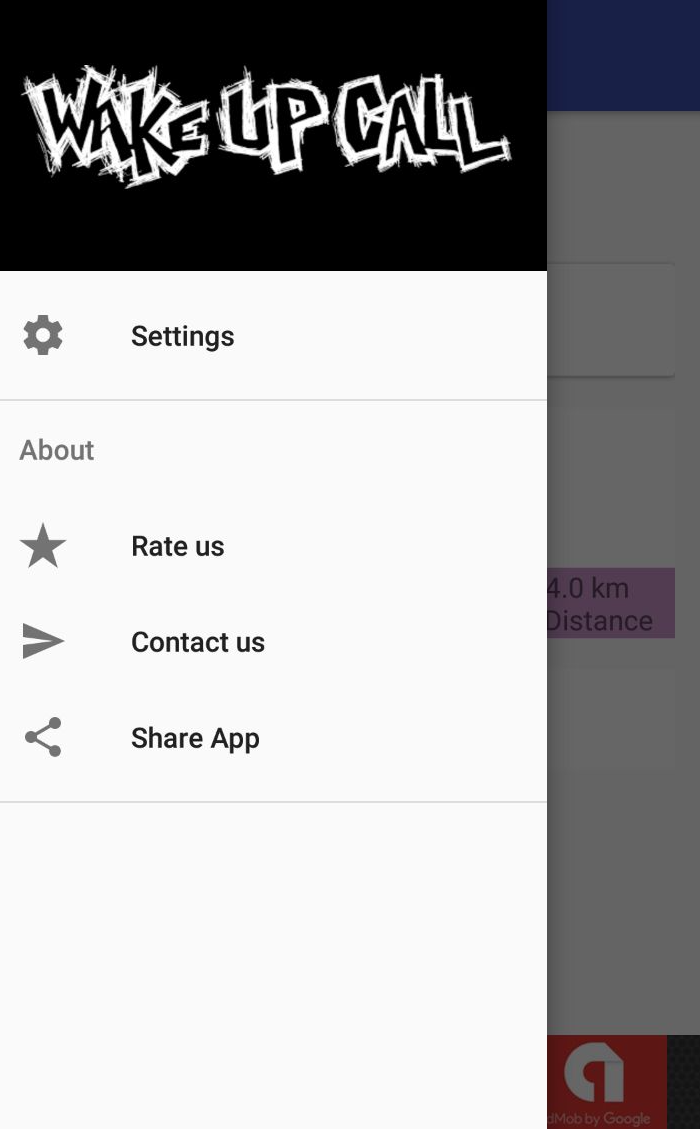 WAKE UP CALL
Settings
About
Rate us
Contact us
Share App
4.0 km
Distance
dMob by Google